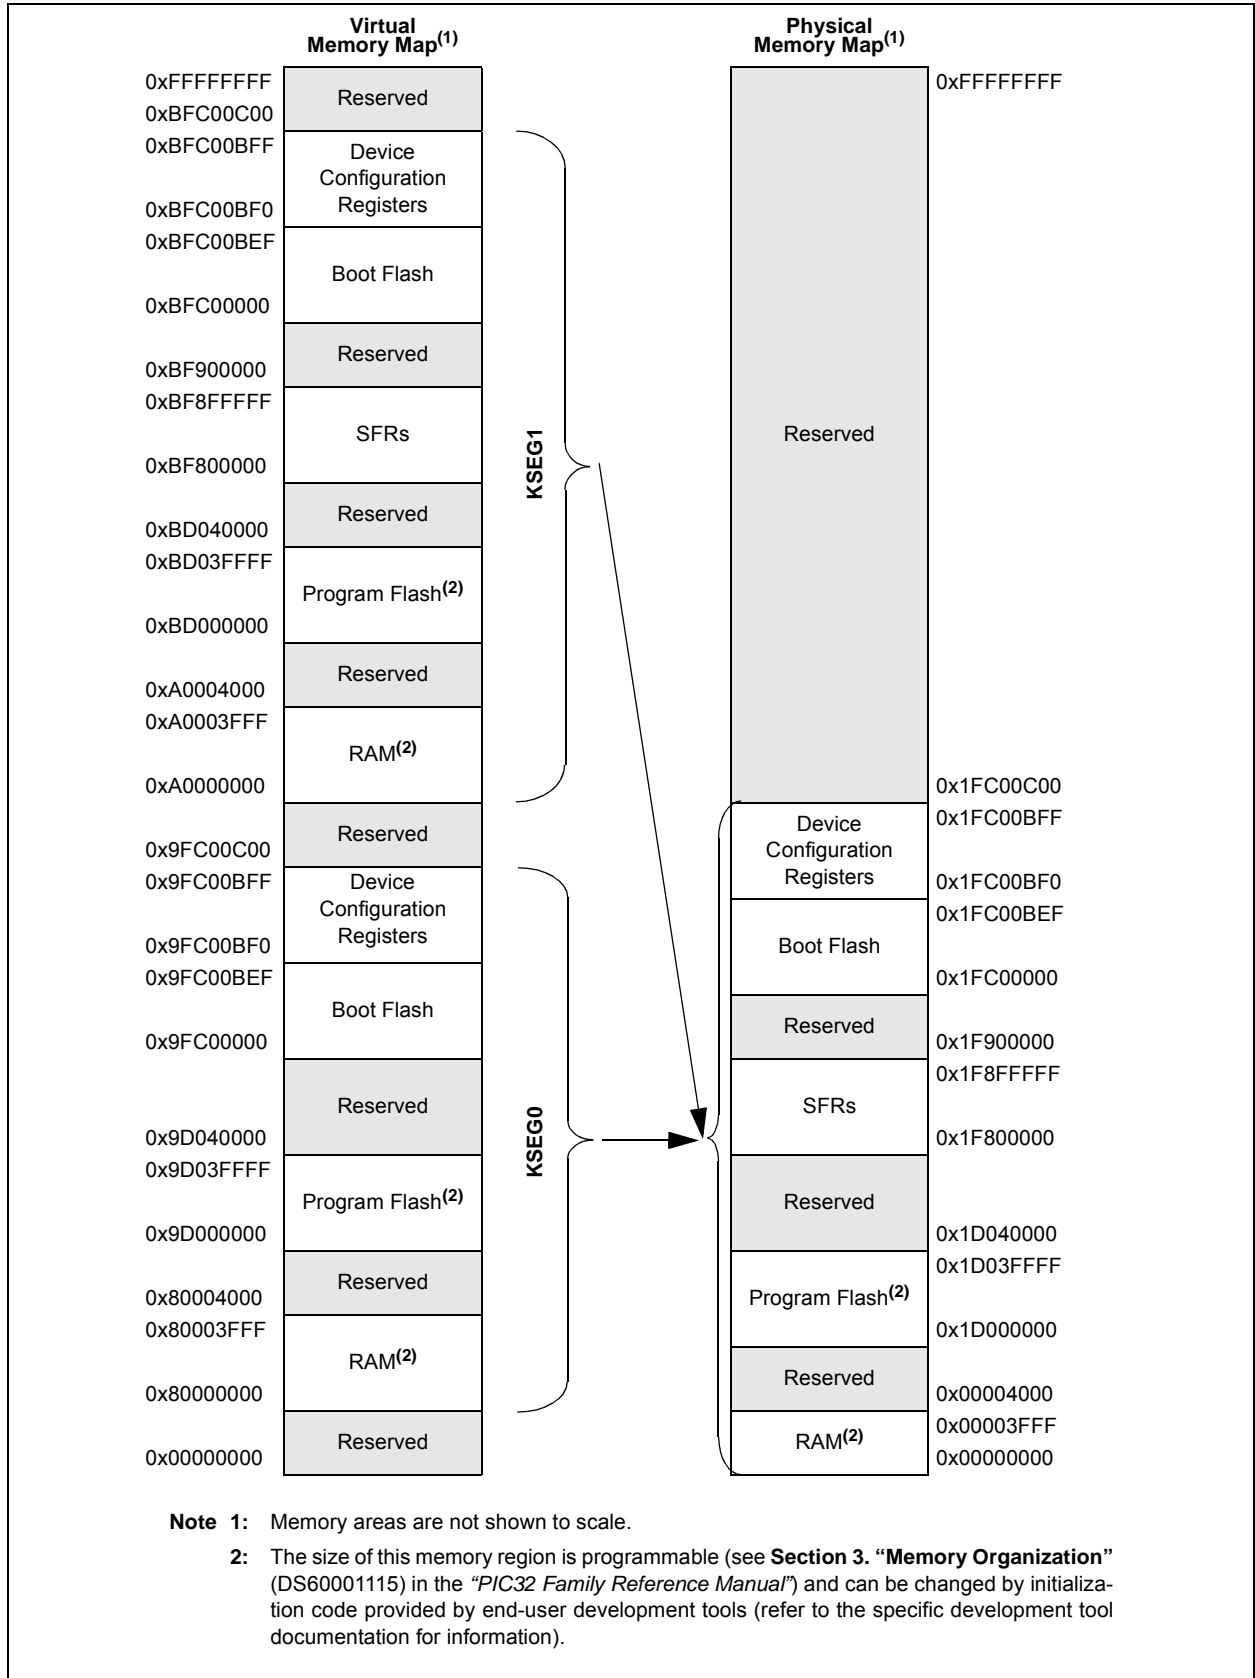 Virtual
Memory Map(1)
Physical
Memory Map(1)
0xFFFFFFFF
Reserved
0xBFC00C00
0xBFC00BFF
Device
Configuration
Registers
0xBFC00BF0
0xBFC00BEF
Boot Flash
0xBFC00000
Reserved
0xBF900000
0xBF8FFFFF
SFRs
0xBF800000
Reserved
0xBD040000
0xBD03FFFF
Program Flash(2)
0xBD000000
Reserved
0xA0004000
0xA0003FFF
RAM(2)
0xA0000000
Reserved
0x9FC00C00
0x9FC00BFF
Device
Configuration
Registers
0x9FC00BF0
0x9FC00BEF
Boot Flash
0x9FC00000
Reserved
0x9D040000
0x9D03FFFF
Program Flash(2)
0x9D000000
Reserved
0x80004000
0x80003FFF
RAM(2)
0x80000000
Reserved
0x00000000
KSEG1
KSEG0
0xFFFFFFFF
Reserved
0x1FC00C00
0x1FC00BFF
Device
Configuration
Registers
0x1FC00BF0
0x1FC00BEF
Boot Flash
0x1FC00000
Reserved
0x1F900000
0x1F8FFFFF
SFRs
0x1F800000
Reserved
0x1D040000
0x1D03FFFF
Program Flash(2)
0x1D000000
Reserved
0x00004000
0x00003FFF
RAM(2)
0x00000000
Note 1: Memory areas are not shown to scale.
2: The size of this memory region is programmable (see Section 3. “Memory Organization”
(DS60001115) in the “PIC32 Family Reference Manual”) and can be changed by initializa-
tion code provided by end-user development tools (refer to the specific development tool
documentation for information).